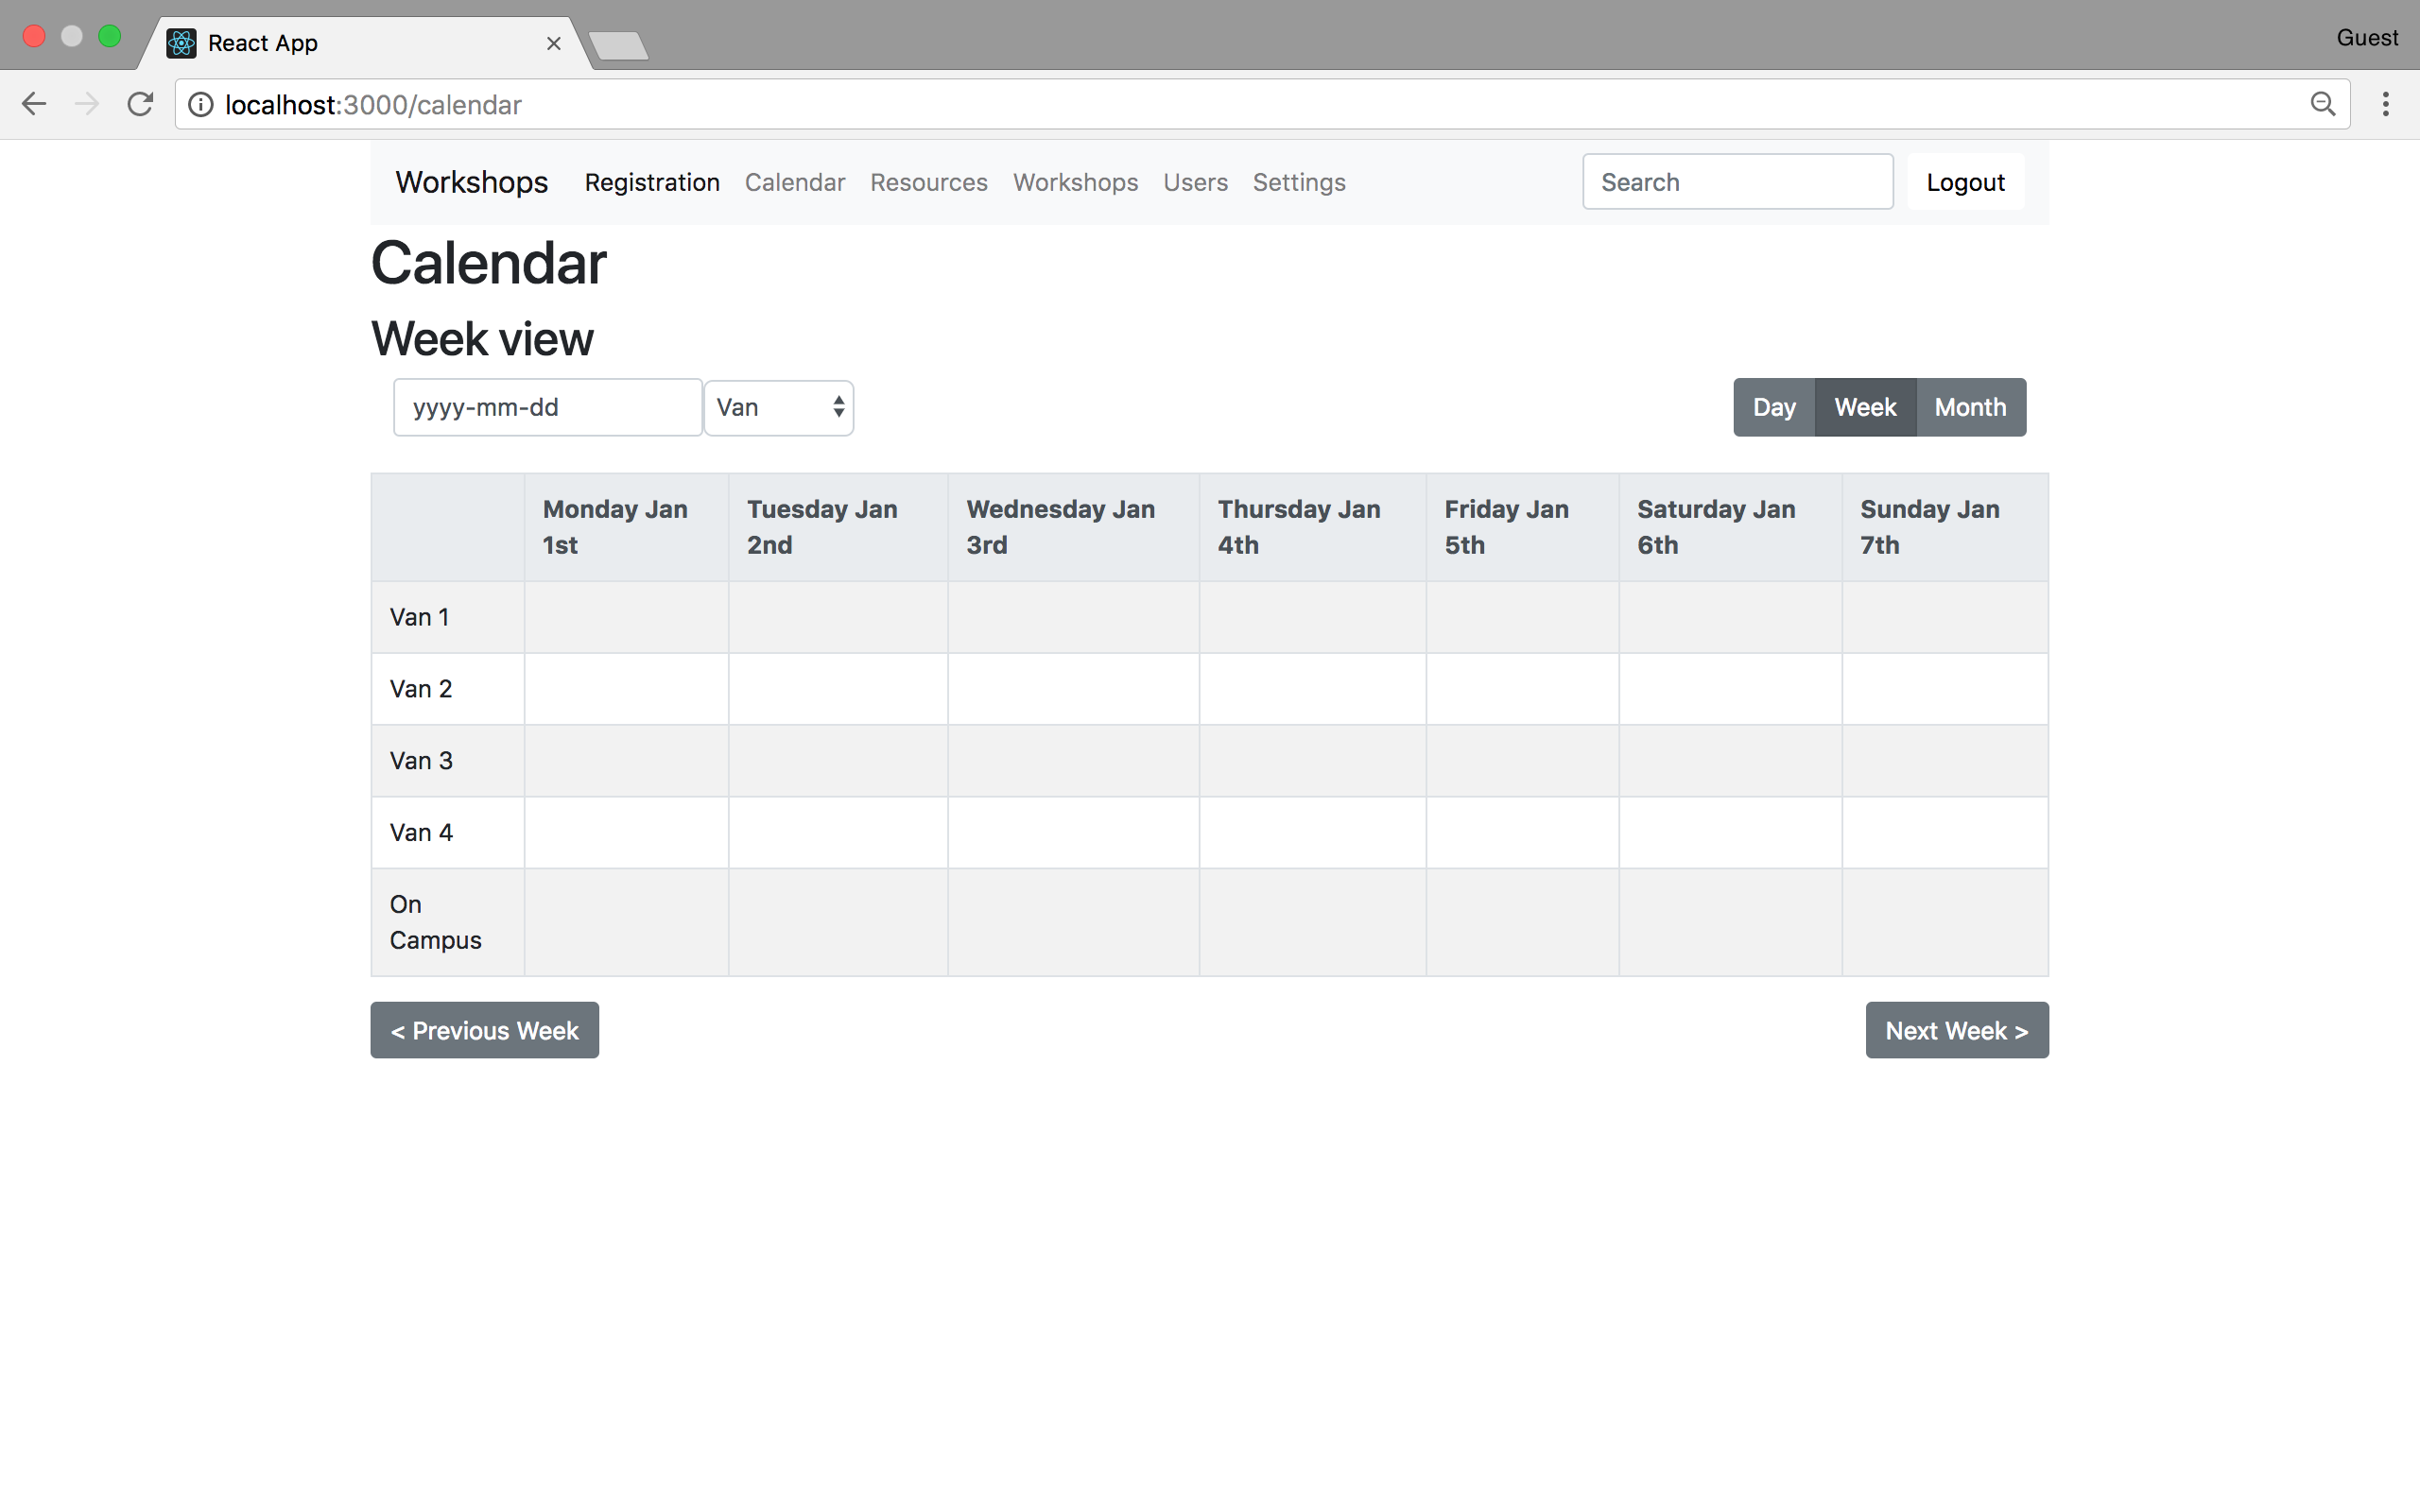 React App
Guest
localhost:3000/calendar
Workshops Registration Calendar Resources Workshops Users Settings Search Logout
Calendar
Week view
yyyy-mm-dd Van Day Week Month
Monday Jan 1st Tuesday Jan 2nd Wednesday Jan 3rd Thursday Jan 4th Friday Jan 5th Saturday Jan 6th Sunday Jan 7th
Van 1
Van 2
Van 3
Van 4
On
Campus
< Previous Week Next Week >